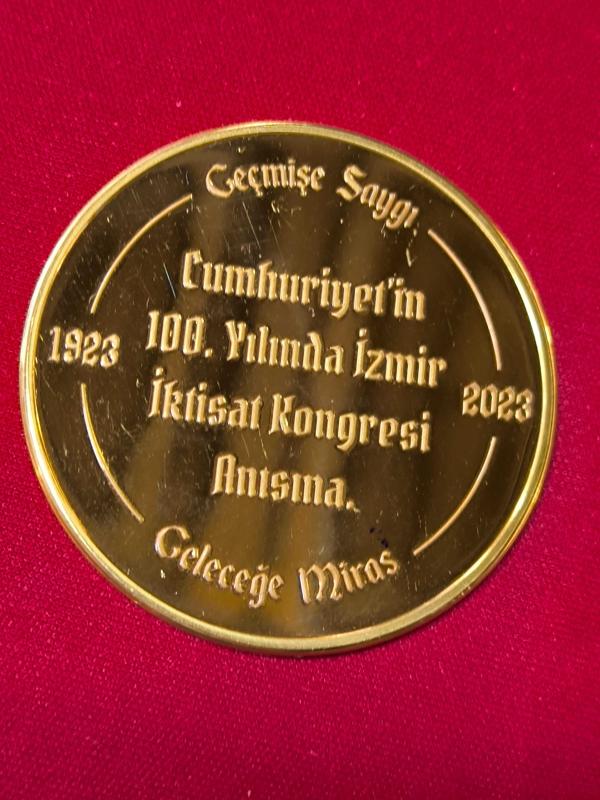 Geçmişe Saygı
Cumhuriyet'in
100. Yılında İzmir
İktisat Kongresi
Anısına.
1923
2023
Geleceğe Miras